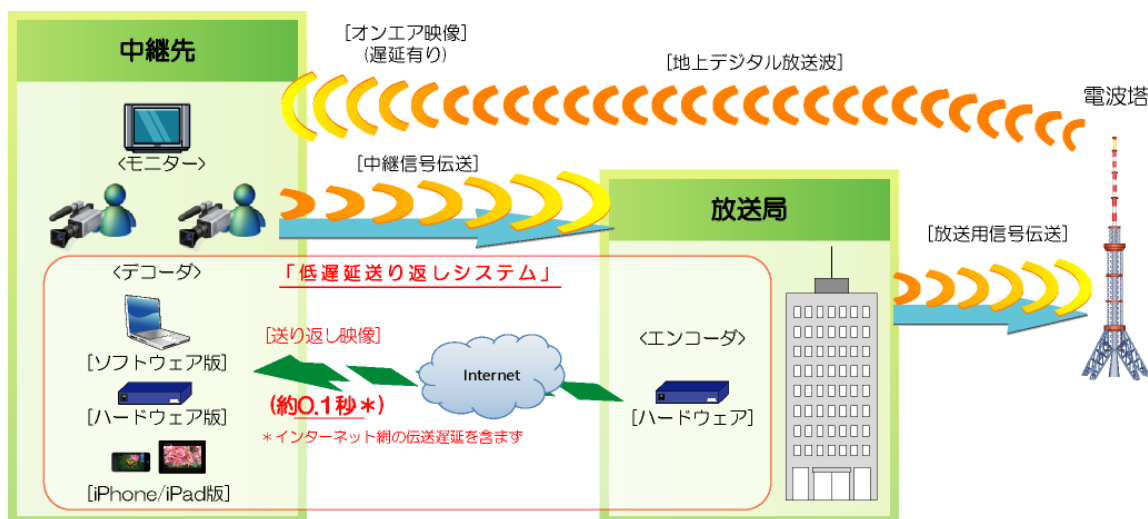 中継先
[オンエア映像]
(遅延有り)
[地上デジタル放送波]
電波塔
<モニター>
[中継信号伝送]
放送局
[放送用信号伝送]
<デコーダ>
「低遅延送り返しシステム」
[送り返し映像]
<エンコーダ>
[ソフトウェア版]
Internet
(約0.1秒＊)
[ハードウェア版]
[ハードウェア]
＊インターネット網の伝送遅延を含まず
[iPhone/iPad版]